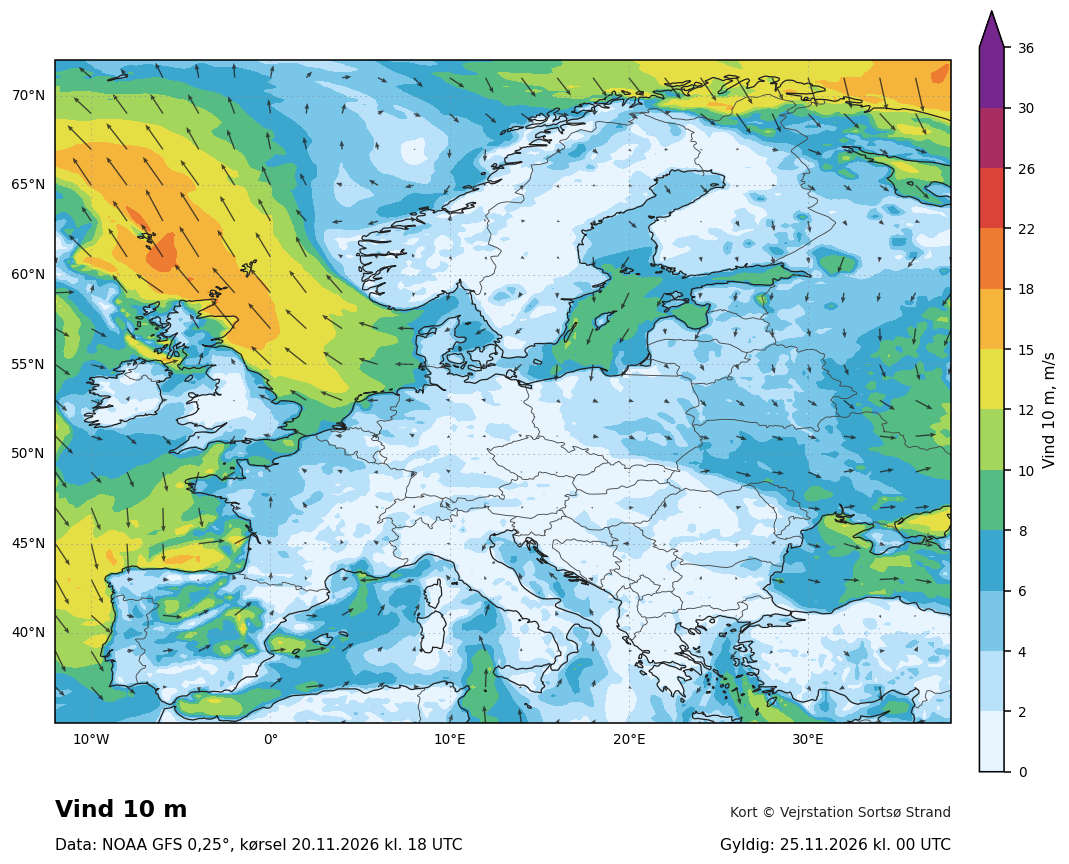 70°N
65°N
60°N
55°N
50°N
45°N
40°N
10°W
0°
10°E
20°E
30°E
36
30
26
22
18
15
12
10
8
6
4
2
0
Vind 10 m, m/s
Vind 10 m
Kort © Vejrstation Sortsø Strand
Data: NOAA GFS 0,25°, kørsel 20.11.2026 kl. 18 UTC
Gyldig: 25.11.2026 kl. 00 UTC